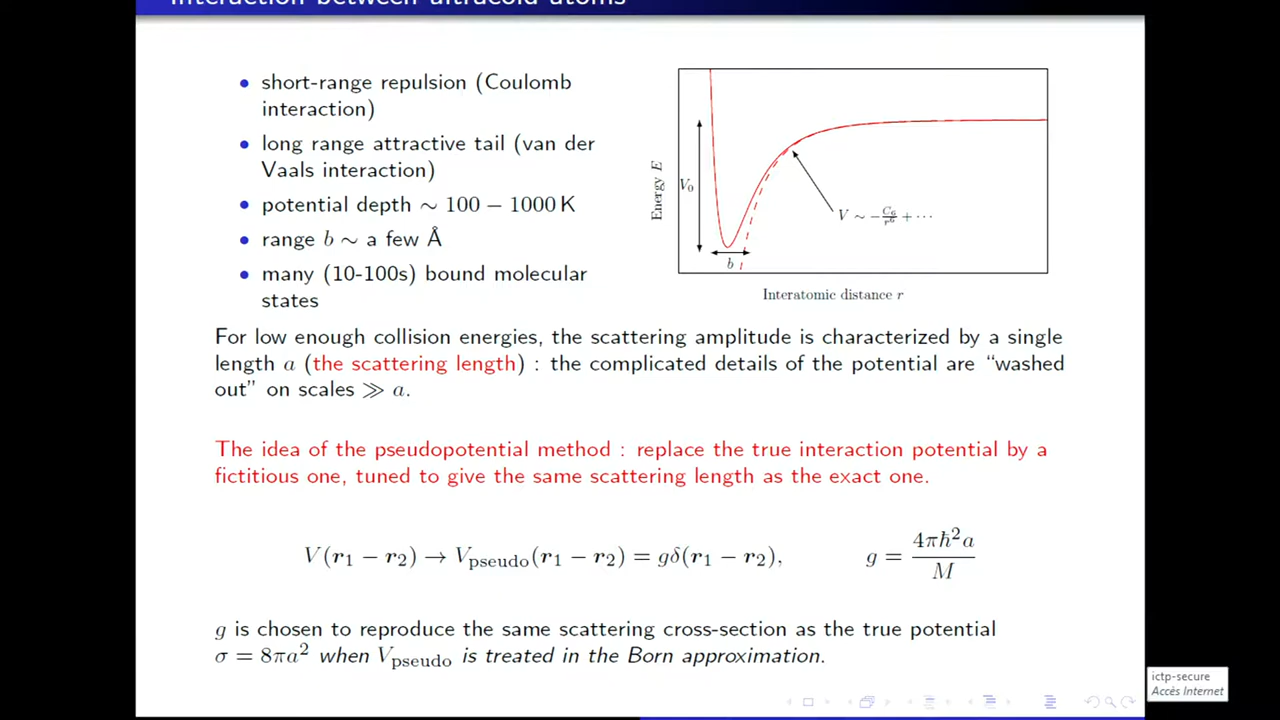 Interaction between ultracold atoms
short-range repulsion (Coulomb
interaction)
long range attractive tail (van der
Vaals interaction)
potential depth ∼ 100 − 1000 K
range b ∼ a few Å
many (10-100s) bound molecular
states
Energy E
V₀
b
V ∼ −C₆/r⁶ + ⋯
Interatomic distance r
For low enough collision energies, the scattering amplitude is characterized by a single
length a (the scattering length) : the complicated details of the potential are “washed
out” on scales ≫ a.
The idea of the pseudopotential method : replace the true interaction potential by a
fictitious one, tuned to give the same scattering length as the exact one.
V(r₁ − r₂) → V_pseudo(r₁ − r₂) = gδ(r₁ − r₂), g = 4πħ²a/M
g is chosen to reproduce the same scattering cross-section as the true potential
σ = 8πa² when V_pseudo is treated in the Born approximation.
ictp-secure
Accès Internet